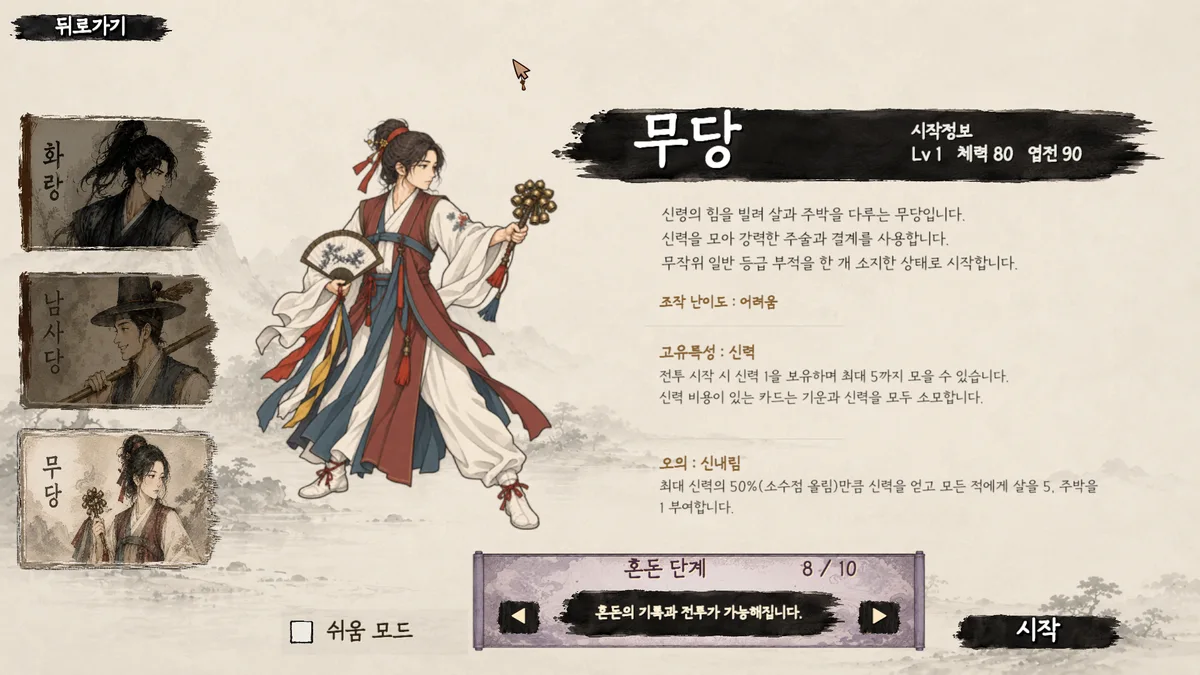 뒤로가기
화랑
남사당
무당
무당
시작정보
Lv 1 체력 80 엽전 90
신령의 힘을 빌려 살과 주박을 다루는 무당입니다.
신력을 모아 강력한 주술과 결계를 사용합니다.
무작위 일반 등급 부적을 한 개 소지한 상태로 시작합니다.
조작 난이도 : 어려움
고유특성 : 신력
전투 시작 시 신력 1을 보유하며 최대 5까지 모을 수 있습니다.
신력 비용이 있는 카드는 기운과 신력을 모두 소모합니다.
오의 : 신내림
최대 신력의 50%(소수점 올림)만큼 신력을 얻고 모든 적에게 살을 5, 주박을
1 부여합니다.
혼돈 단계 8 / 10
혼돈의 기록과 전투가 가능해집니다.
쉬움 모드
시작